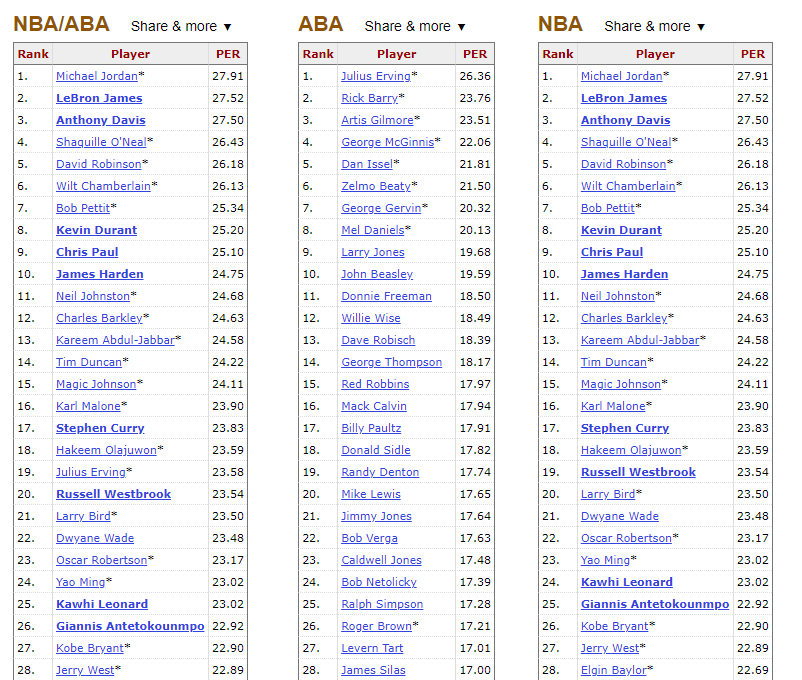 NBA/ABA Share & more ▼
Rank Player PER
1. Michael Jordan* 27.91
2. LeBron James 27.52
3. Anthony Davis 27.50
4. Shaquille O'Neal* 26.43
5. David Robinson* 26.18
6. Wilt Chamberlain* 26.13
7. Bob Pettit* 25.34
8. Kevin Durant 25.20
9. Chris Paul 25.10
10. James Harden 24.75
11. Neil Johnston* 24.68
12. Charles Barkley* 24.63
13. Kareem Abdul-Jabbar* 24.58
14. Tim Duncan* 24.22
15. Magic Johnson* 24.11
16. Karl Malone* 23.90
17. Stephen Curry 23.83
18. Hakeem Olajuwon* 23.59
19. Julius Erving* 23.58
20. Russell Westbrook 23.54
21. Larry Bird* 23.50
22. Dwyane Wade 23.48
23. Oscar Robertson* 23.17
24. Yao Ming* 23.02
25. Kawhi Leonard 23.02
26. Giannis Antetokounmpo 22.92
27. Kobe Bryant* 22.90
28. Jerry West* 22.89
ABA Share & more ▼
Rank Player PER
1. Julius Erving* 26.36
2. Rick Barry* 23.76
3. Artis Gilmore* 23.51
4. George McGinnis* 22.06
5. Dan Issel* 21.81
6. Zelmo Beaty* 21.50
7. George Gervin* 20.32
8. Mel Daniels* 20.13
9. Larry Jones 19.68
10. John Beasley 19.59
11. Donnie Freeman 18.50
12. Willie Wise 18.49
13. Dave Robisch 18.39
14. George Thompson 18.17
15. Red Robbins 17.97
16. Mack Calvin 17.94
17. Billy Paultz 17.91
18. Donald Sidle 17.82
19. Randy Denton 17.74
20. Mike Lewis 17.65
21. Jimmy Jones 17.64
22. Bob Verga 17.63
23. Caldwell Jones 17.48
24. Bob Netolicky 17.39
25. Ralph Simpson 17.28
26. Roger Brown* 17.21
27. Levern Tart 17.01
28. James Silas 17.00
NBA Share & more ▼
Rank Player PER
1. Michael Jordan* 27.91
2. LeBron James 27.52
3. Anthony Davis 27.50
4. Shaquille O'Neal* 26.43
5. David Robinson* 26.18
6. Wilt Chamberlain* 26.13
7. Bob Pettit* 25.34
8. Kevin Durant 25.20
9. Chris Paul 25.10
10. James Harden 24.75
11. Neil Johnston* 24.68
12. Charles Barkley* 24.63
13. Kareem Abdul-Jabbar* 24.58
14. Tim Duncan* 24.22
15. Magic Johnson* 24.11
16. Karl Malone* 23.90
17. Stephen Curry 23.83
18. Hakeem Olajuwon* 23.59
19. Russell Westbrook 23.54
20. Larry Bird* 23.50
21. Dwyane Wade 23.48
22. Oscar Robertson* 23.17
23. Yao Ming* 23.02
24. Kawhi Leonard 23.02
25. Giannis Antetokounmpo 22.92
26. Kobe Bryant* 22.90
27. Jerry West* 22.89
28. Elgin Baylor* 22.69